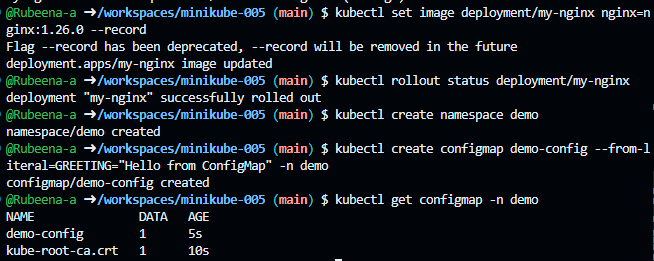 @Rubeena-a ➜/workspaces/minikube-005 (main) $ kubectl set image deployment/my-nginx nginx=n
ginx:1.26.0 --record
Flag --record has been deprecated, --record will be removed in the future
deployment.apps/my-nginx image updated
@Rubeena-a ➜/workspaces/minikube-005 (main) $ kubectl rollout status deployment/my-nginx
deployment "my-nginx" successfully rolled out
@Rubeena-a ➜/workspaces/minikube-005 (main) $ kubectl create namespace demo
namespace/demo created
@Rubeena-a ➜/workspaces/minikube-005 (main) $ kubectl create configmap demo-config --from-l
iteral=GREETING="Hello from ConfigMap" -n demo
configmap/demo-config created
@Rubeena-a ➜/workspaces/minikube-005 (main) $ kubectl get configmap -n demo
NAME DATA AGE
demo-config 1 5s
kube-root-ca.crt 1 10s